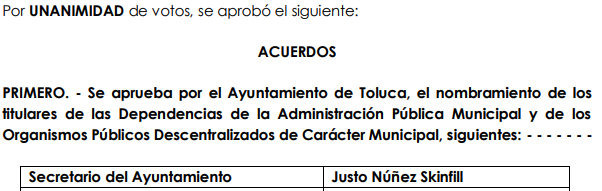 Por UNANIMIDAD de votos, se aprobó el siguiente:
ACUERDOS
PRIMERO. - Se aprueba por el Ayuntamiento de Toluca, el nombramiento de los
titulares de las Dependencias de la Administración Pública Municipal y de los
Organismos Públicos Descentralizados de Carácter Municipal, siguientes: - - - - - - -
Secretario del Ayuntamiento Justo Núñez Skinfill